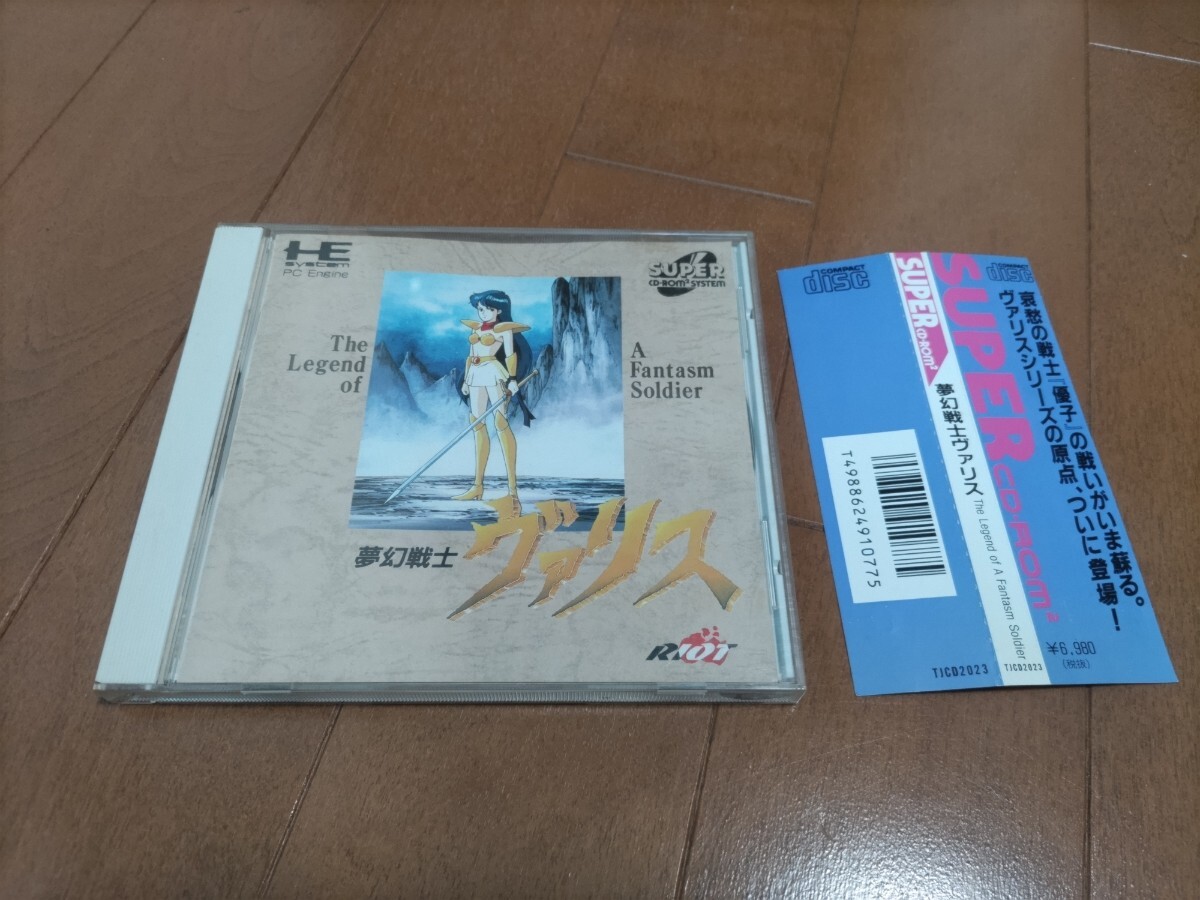 HE
system
PC Engine
SUPER
CD-ROM² SYSTEM
The
Legend
of
A
Fantasm
Soldier
夢幻戦士
ヴァリス
RIOT
COMPACT
disc
T4988624910775
TJCD2023
SUPER CD-ROM²
夢幻戦士ヴァリス The Legend of A Fantasm Soldier
TJCD2023
SUPER CD-ROM²
COMPACT
disc
哀愁の戦士『優子』の戦いがいま蘇る。
ヴァリスシリーズの原点、ついに登場!
¥6,980
(税抜)